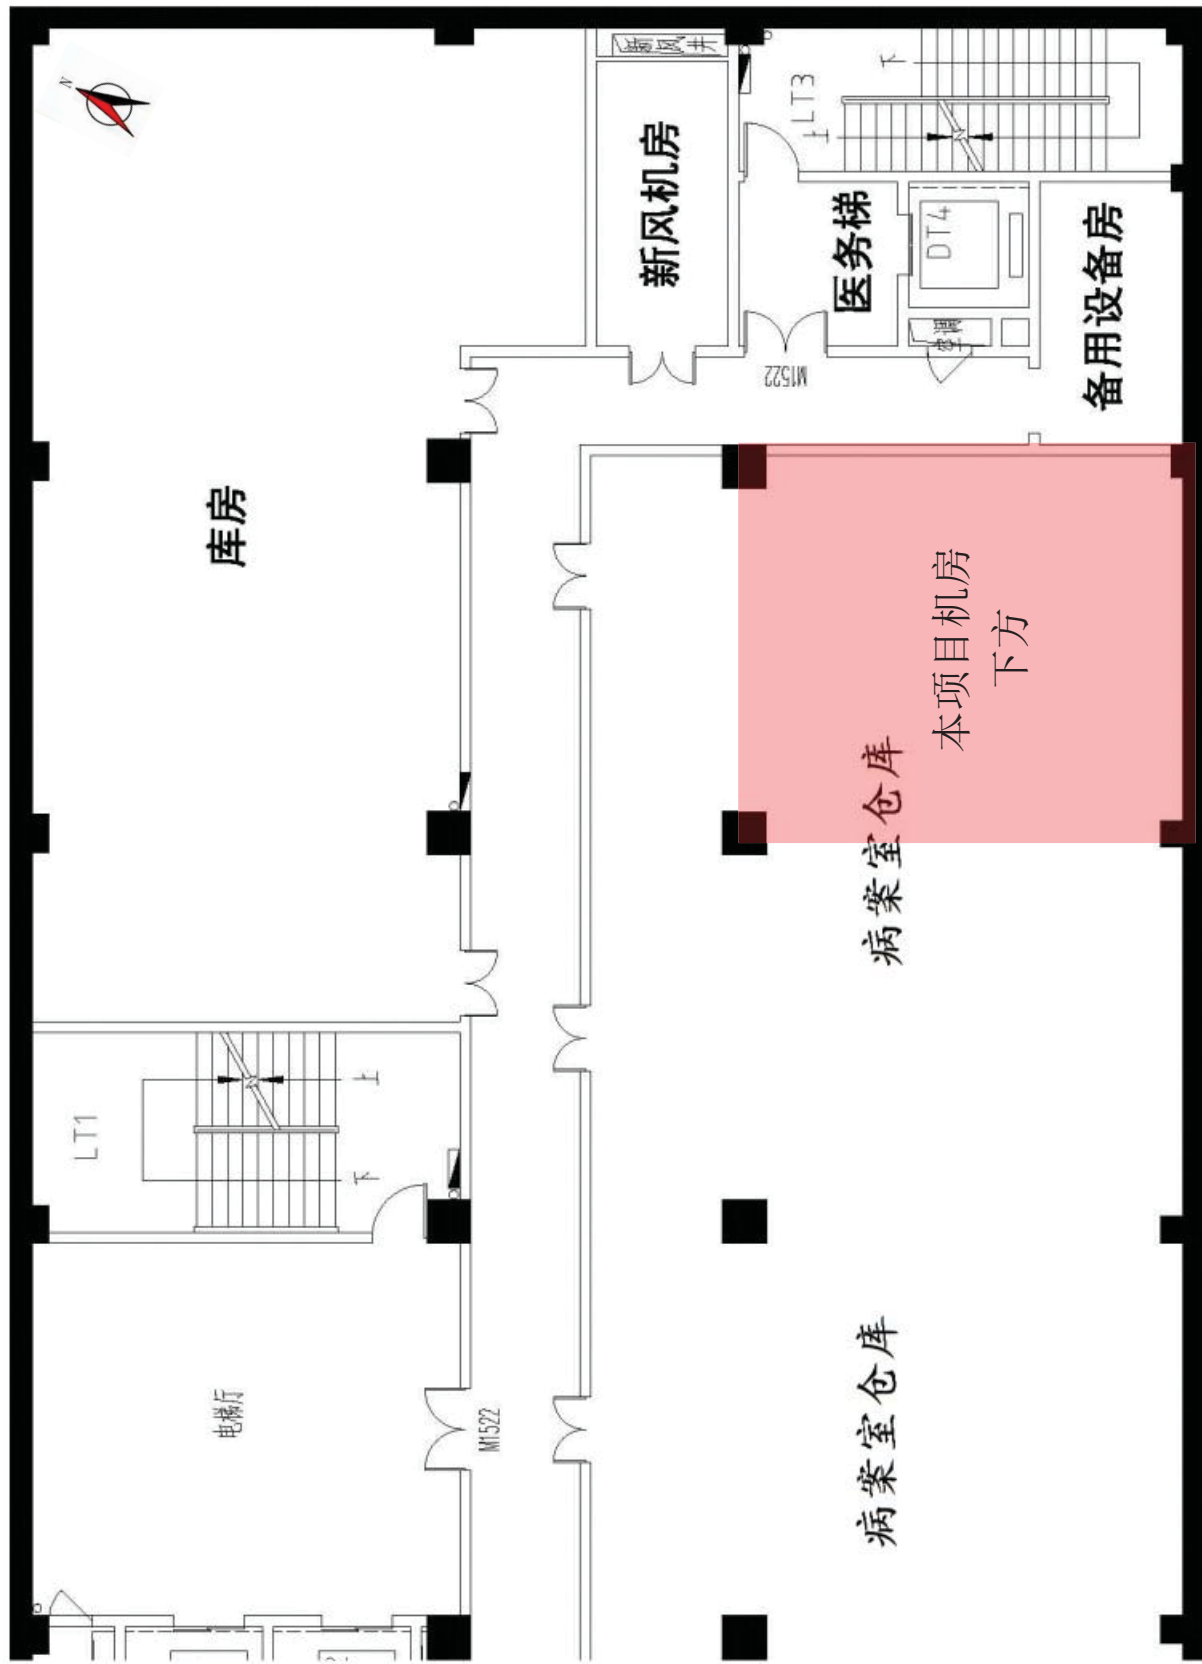 N
新风井
下
LT3
上
新风机房
医务梯
DT4
备用设备房
空调
M1522
库房
本项目机房
下方
病案室仓库
LT1
上
下
电梯厅
M1522
病案室仓库